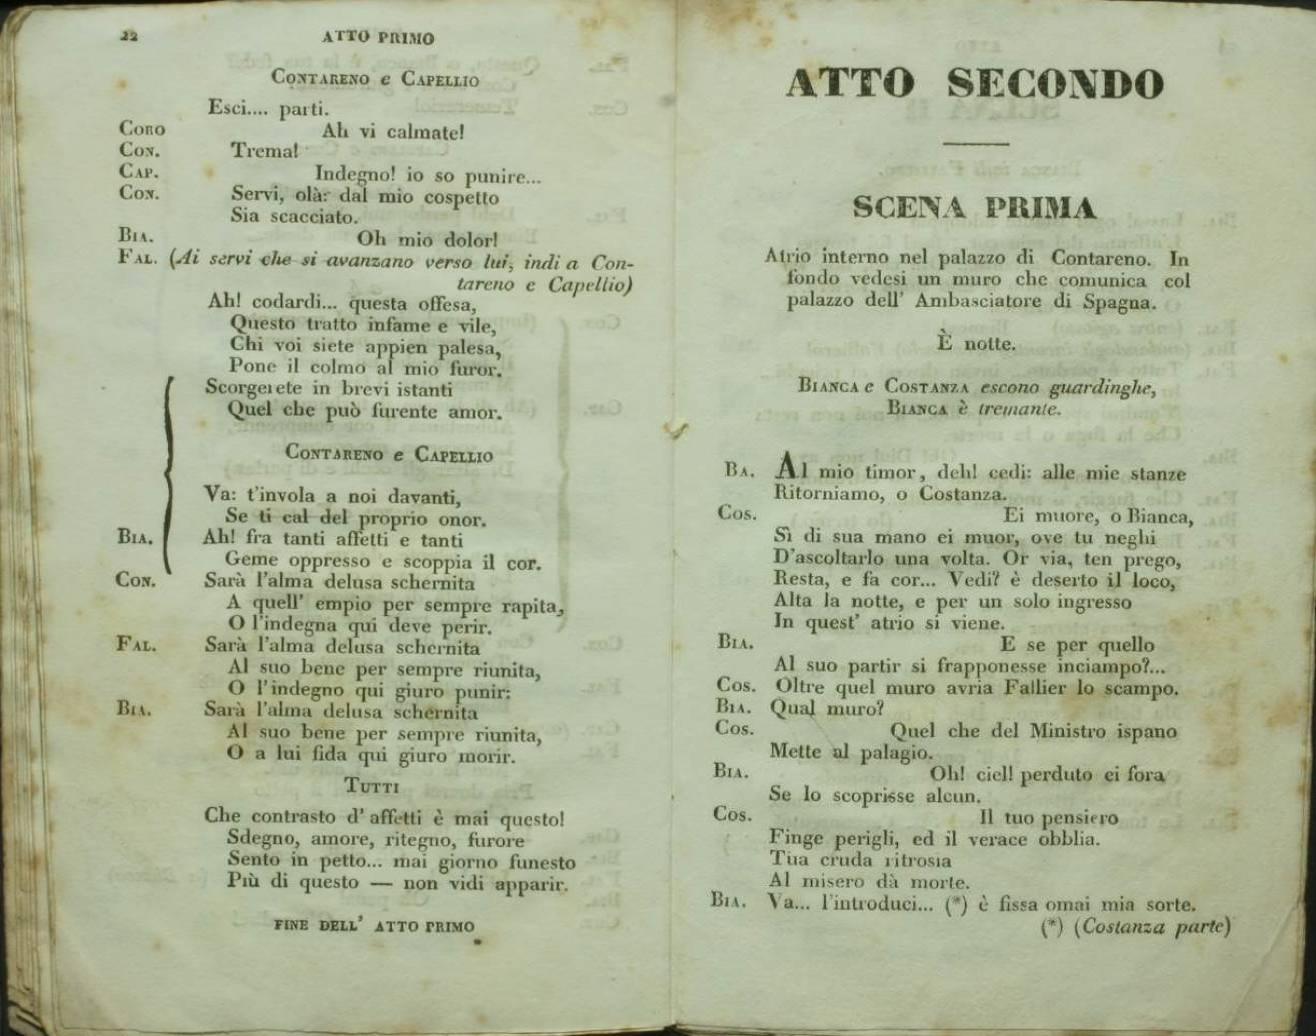 22
ATTO PRIMO
CONTARENO e CAPELLIO
Esci.... parti.
CORO Ah vi calmate!
CON. Trema!
CAP. Indegno! io so punire...
CON. Servi, olà: dal mio cospetto
Sia scacciato.
BIA. Oh mio dolor!
FAL. (Ai servi che si avanzano verso lui, indi a Con-
tareno e Capellio)
Ah! codardi... questa offesa,
Questo tratto infame e vile,
Chi voi siete appien palesa,
Pone il colmo al mio furor.
Scorgerete in brevi istanti
Quel che può furente amor.
CONTARENO e CAPELLIO
Va: t'invola a noi davanti,
Se ti cal del proprio onor.
BIA. Ah! fra tanti affetti e tanti
Geme oppresso e scoppia il cor.
CON. Sarà l'alma delusa schernita
A quell' empio per sempre rapita,
O l'indegna qui deve perir.
FAL. Sarà l'alma delusa schernita
Al suo bene per sempre riunita,
O l'indegno qui giuro punir:
BIA. Sarà l'alma delusa schernita
Al suo bene per sempre riunita,
O a lui fida qui giuro morir.
TUTTI
Che contrasto d' affetti è mai questo!
Sdegno, amore, ritegno, furore
Sento in petto... mai giorno funesto
Più di questo — non vidi apparir.
FINE DELL' ATTO PRIMO
ATTO SECONDO
SCENA PRIMA
Atrio interno nel palazzo di Contareno. In
fondo vedesi un muro che comunica col
palazzo dell' Ambasciatore di Spagna.
È notte.
BIANCA e COSTANZA escono guardinghe,
BIANCA è tremante.
BA. Al mio timor, deh! cedi: alle mie stanze
Ritorniamo, o Costanza.
COS. Ei muore, o Bianca,
Sì di sua mano ei muor, ove tu neghi
D'ascoltarlo una volta. Or via, ten prego,
Resta, e fa cor... Vedi? è deserto il loco,
Alta la notte, e per un solo ingresso
In quest' atrio si viene.
BIA. E se per quello
Al suo partir si frapponesse inciampo?...
COS. Oltre quel muro avria Fallier lo scampo.
BIA. Qual muro?
COS. Quel che del Ministro ispano
Mette al palagio.
BIA. Oh! ciel! perduto ei fora
Se lo scoprisse alcun.
COS. Il tuo pensiero
Finge perigli, ed il verace obblia.
Tua cruda ritrosia
Al misero dà morte.
BIA. Va... l'introduci... (*) è fissa omai mia sorte.
(*) (Costanza parte)